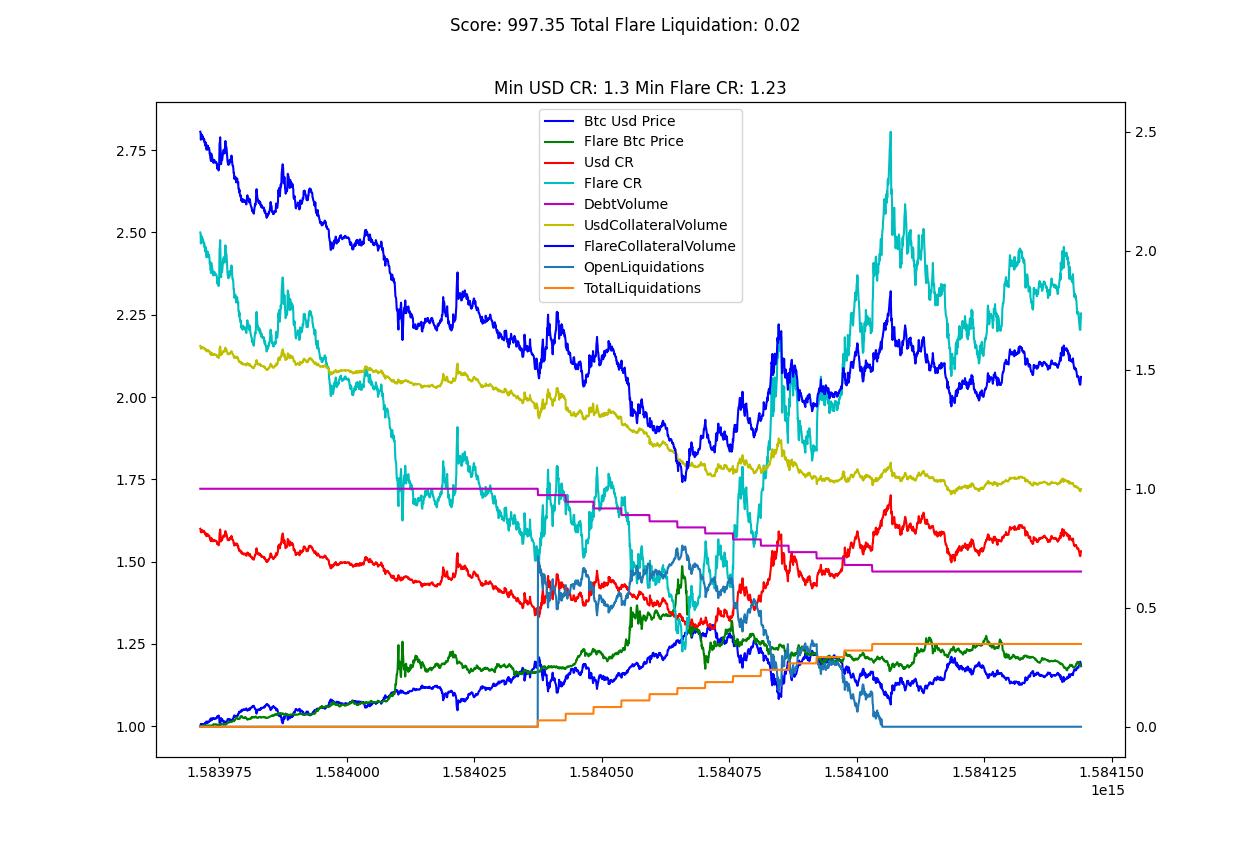 Score: 997.35 Total Flare Liquidation: 0.02
Min USD CR: 1.3 Min Flare CR: 1.23
Btc Usd Price
Flare Btc Price
Usd CR
Flare CR
DebtVolume
UsdCollateralVolume
FlareCollateralVolume
OpenLiquidations
TotalLiquidations
2.75
2.50
2.25
2.00
1.75
1.50
1.25
1.00
2.5
2.0
1.5
1.0
0.5
0.0
1.583975
1.584000
1.584025
1.584050
1.584075
1.584100
1.584125
1.584150
1e15